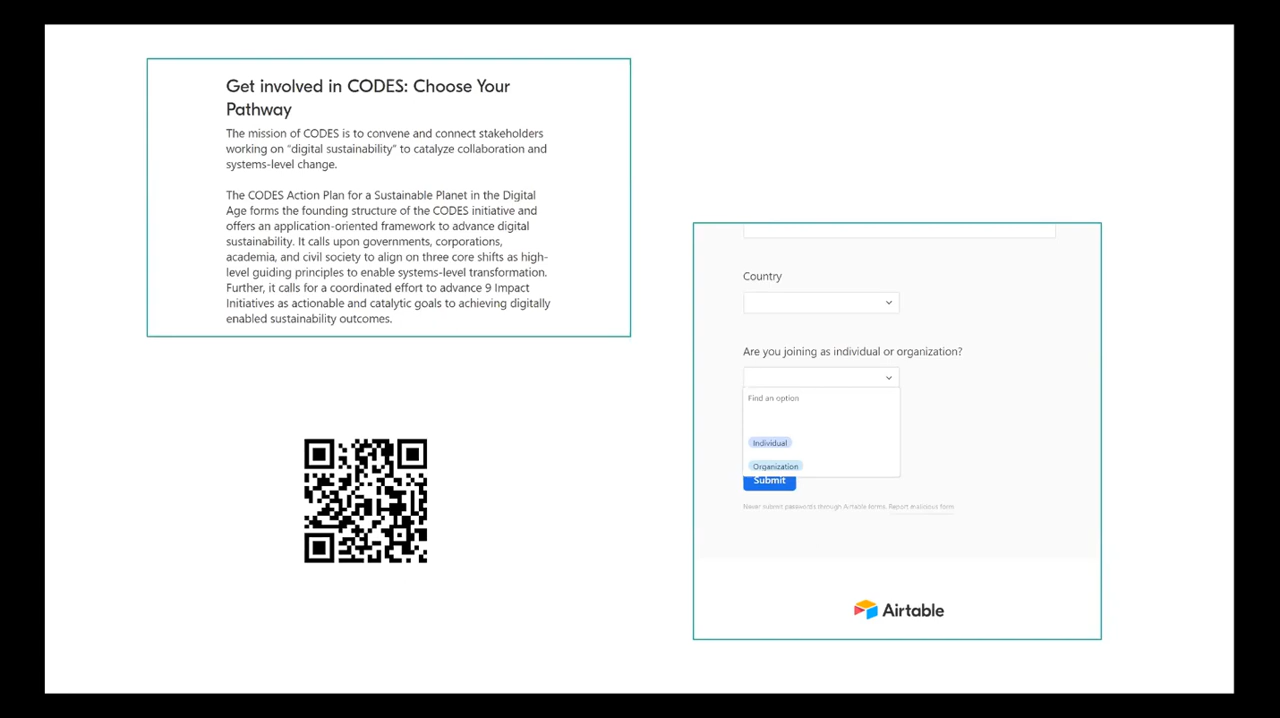 Get involved in CODES: Choose Your
Pathway
The mission of CODES is to convene and connect stakeholders
working on “digital sustainability” to catalyze collaboration and
systems-level change.
The CODES Action Plan for a Sustainable Planet in the Digital
Age forms the founding structure of the CODES initiative and
offers an application-oriented framework to advance digital
sustainability. It calls upon governments, corporations,
academia, and civil society to align on three core shifts as high-
level guiding principles to enable systems-level transformation.
Further, it calls for a coordinated effort to advance 9 Impact
Initiatives as actionable and catalytic goals to achieving digitally
enabled sustainability outcomes.
Country
Are you joining as individual or organization?
Find an option
Individual
Organization
Submit
Never submit passwords through Airtable forms. Report malicious form
Airtable